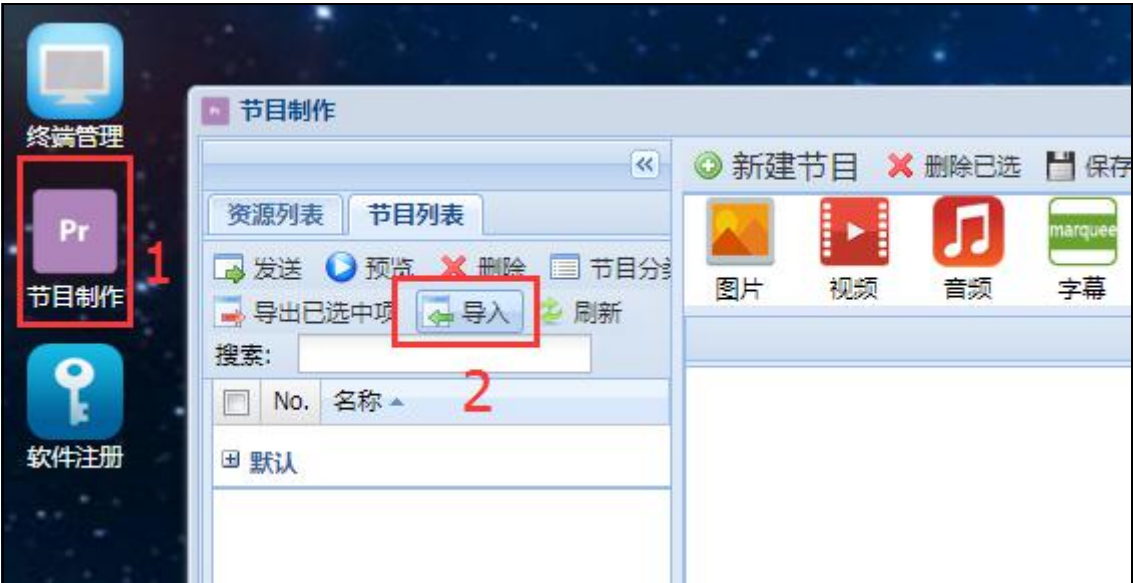 终端管理
Pr
节目制作
1
软件注册
Pr 节目制作
资源列表 节目列表
发送 预览 删除 节目分类
导出已选中项 导入 刷新
搜索:
2
No. 名称
默认
新建节目 删除已选 保存
marquee
图片 视频 音频 字幕